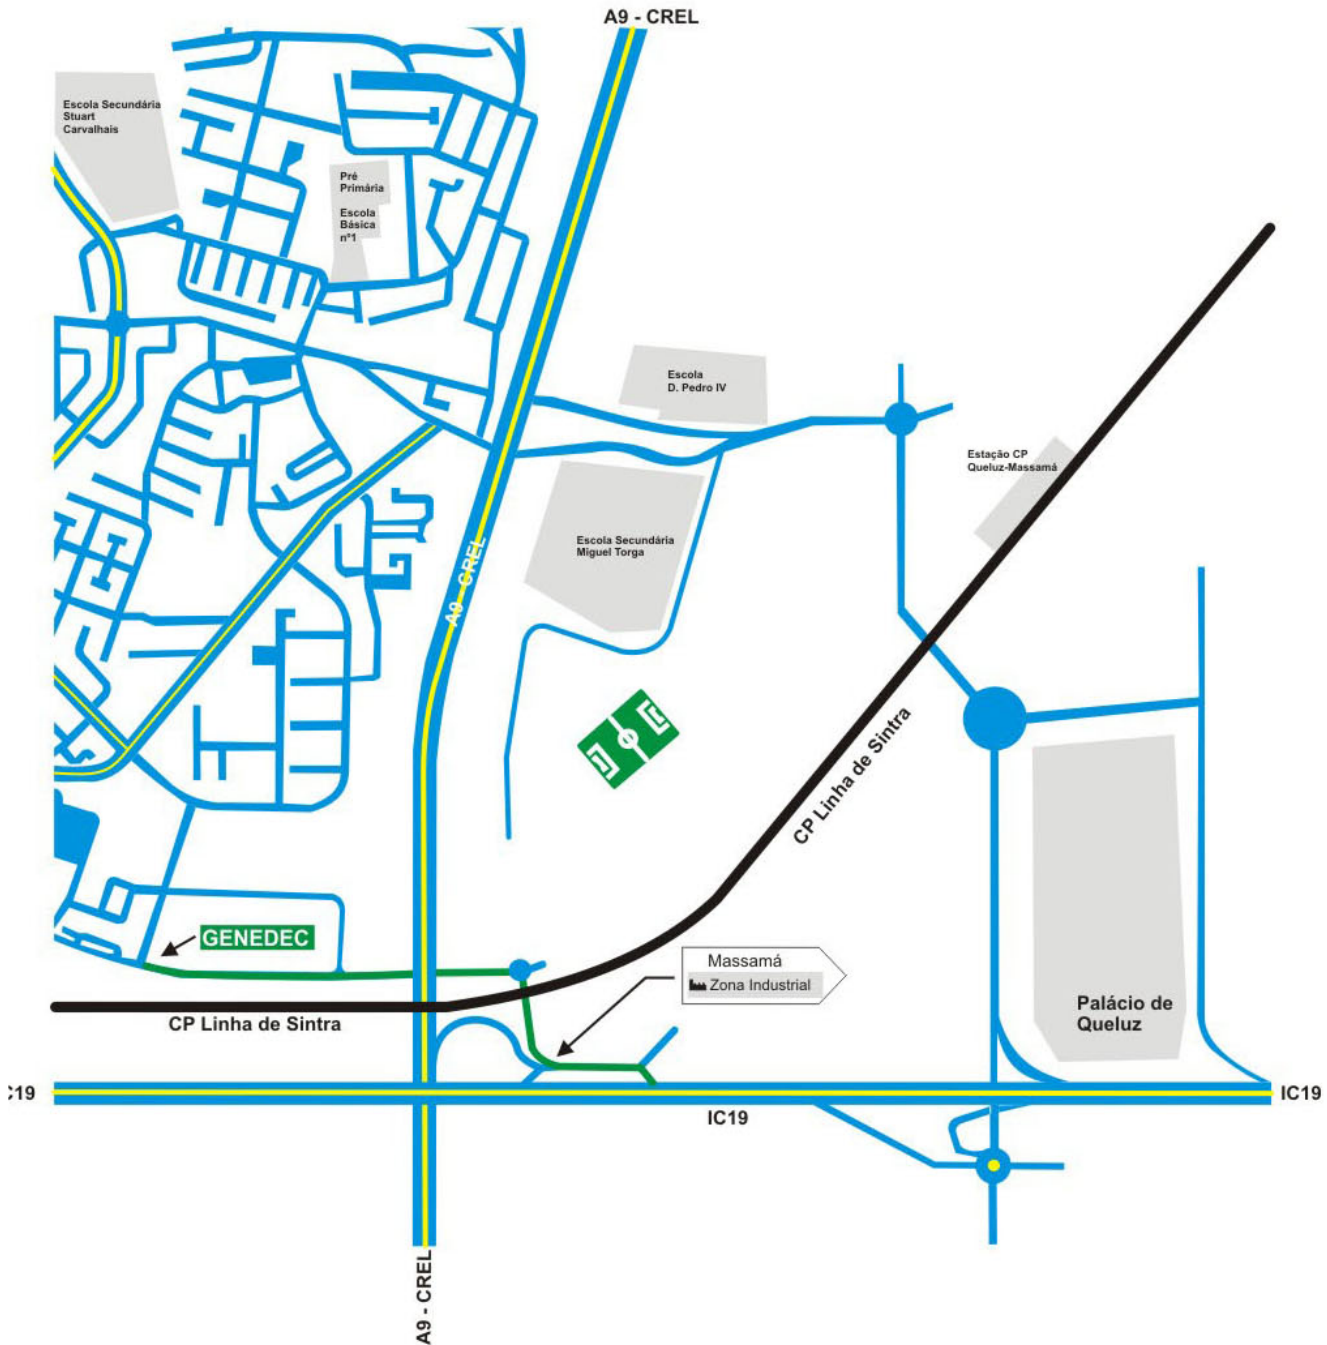 A9 - CREL
Escola Secundária
Stuart
Carvalhais
Pré
Primária
Escola
Básica
nº1
Escola
D. Pedro IV
Estação CP
Queluz-Massamá
Escola Secundária
Miguel Torga
A9 - CREL
CP Linha de Sintra
GENEDEC
Massamá
Zona Industrial
Palácio de
Queluz
CP Linha de Sintra
IC19
IC19
IC19
A9 - CREL